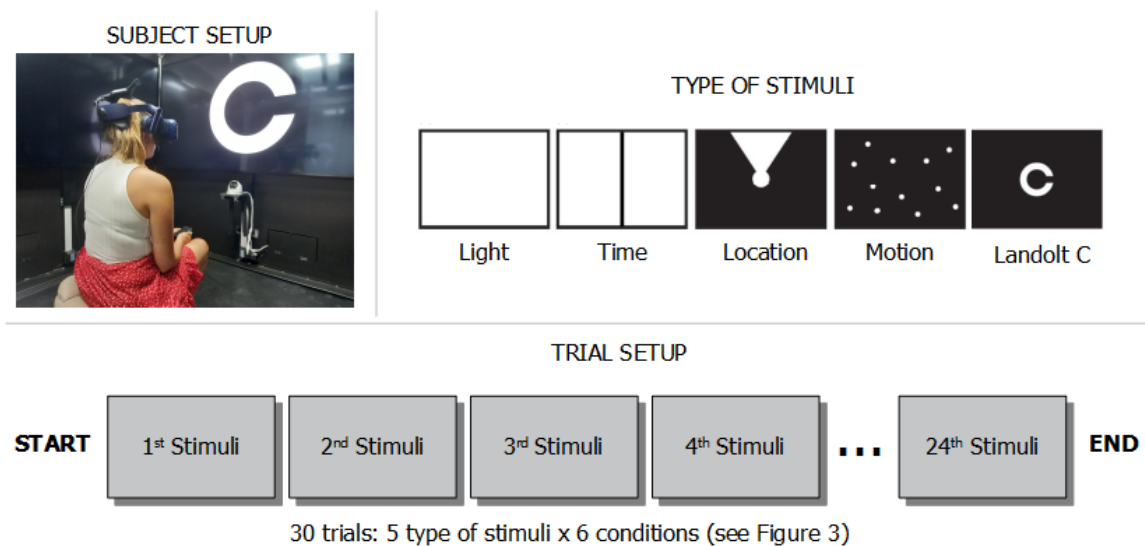 SUBJECT SETUP
TYPE OF STIMULI
Light
Time
Location
Motion
Landolt C
TRIAL SETUP
START
1st Stimuli
2nd Stimuli
3rd Stimuli
4th Stimuli
...
24th Stimuli
END
30 trials: 5 type of stimuli x 6 conditions (see Figure 3)